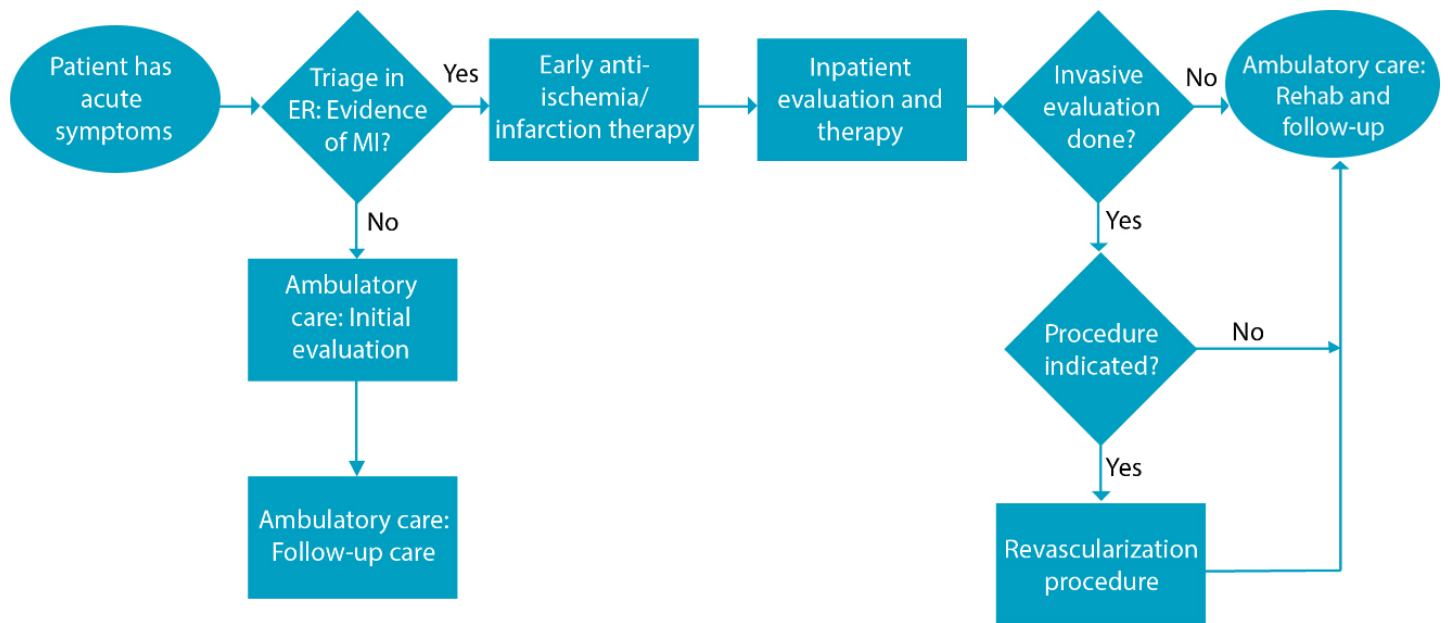 Patient has
acute
symptoms
Triage in
ER: Evidence
of MI?
Yes
Early anti-
ischemia/
infarction therapy
Inpatient
evaluation and
therapy
Invasive
evaluation
done?
No
Ambulatory care:
Rehab and
follow-up
No
Yes
Ambulatory
care: Initial
evaluation
Procedure
indicated?
No
Yes
Ambulatory care:
Follow-up care
Revascularization
procedure